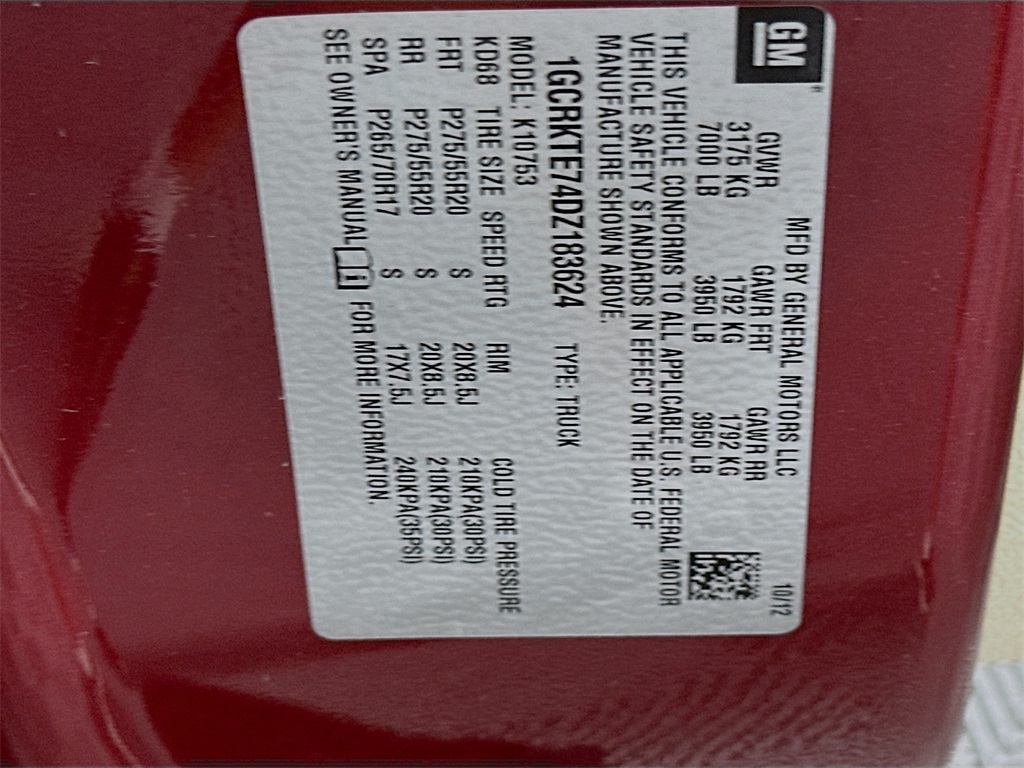 GM
MFD BY GENERAL MOTORS LLC 10/12
GVWR GAWR FRT GAWR RR
3175 KG 1792 KG 1792 KG
7000 LB 3950 LB 3950 LB
THIS VEHICLE CONFORMS TO ALL APPLICABLE U.S. FEDERAL MOTOR
VEHICLE SAFETY STANDARDS IN EFFECT ON THE DATE OF
MANUFACTURE SHOWN ABOVE.
1GCRKTE74DZ183624 TYPE: TRUCK
MODEL: K10753
KD68 TIRE SIZE SPEED RTG RIM COLD TIRE PRESSURE
FRT P275/55R20 S 20X8.5J 210KPA(30PSI)
RR P275/55R20 S 20X8.5J 210KPA(30PSI)
SPA P265/70R17 S 17X7.5J 240KPA(35PSI)
SEE OWNER'S MANUAL i FOR MORE INFORMATION.